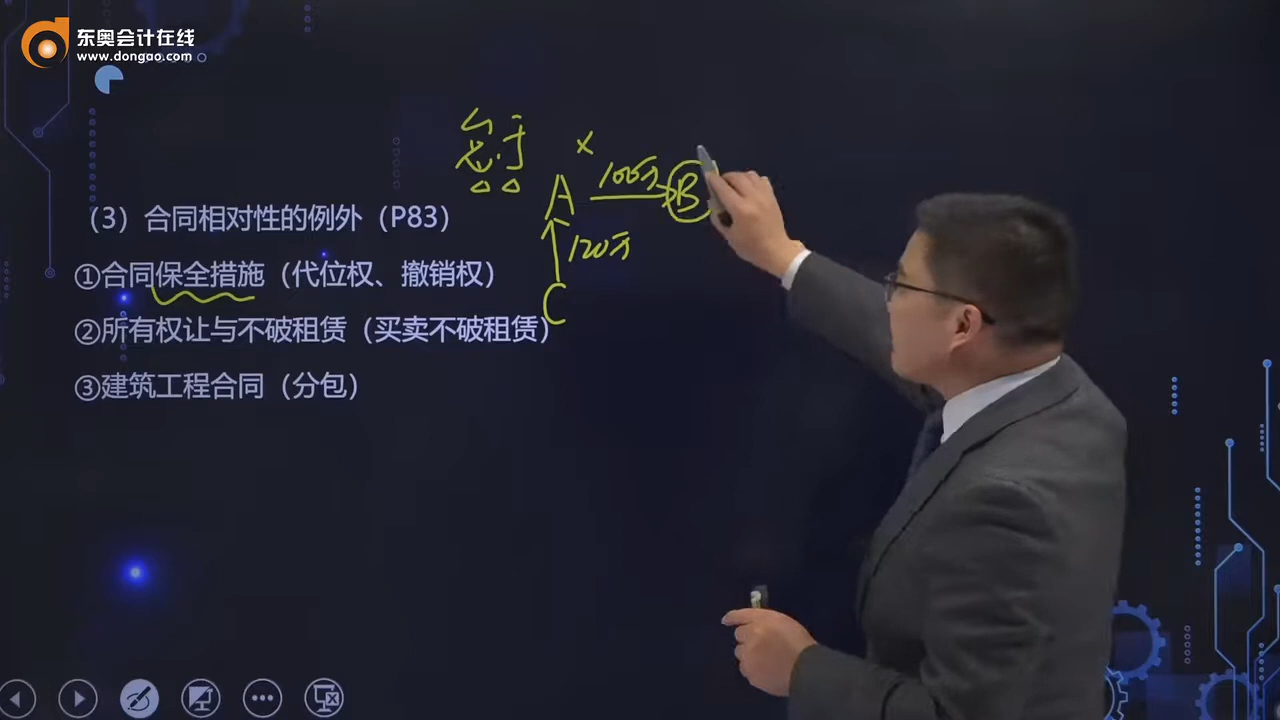 东奥会计在线
www.dongao.com
怠于
×
A 100万 B
120万
C
（3）合同相对性的例外（P83）
①合同保全措施（代位权、撤销权）
②所有权让与不破租赁（买卖不破租赁）
③建筑工程合同（分包）